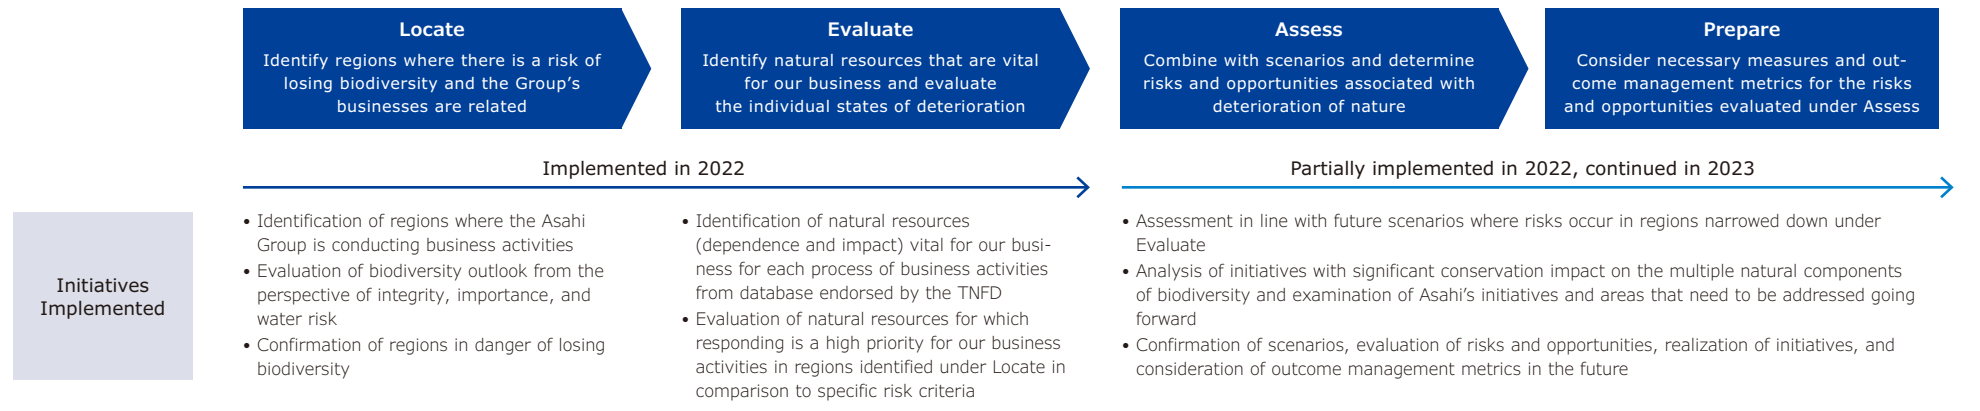 Locate
Identify regions where there is a risk of
losing biodiversity and the Group's
businesses are related
Evaluate
Identify natural resources that are vital
for our business and evaluate
the individual states of deterioration
Assess
Combine with scenarios and determine
risks and opportunities associated with
deterioration of nature
Prepare
Consider necessary measures and out-
come management metrics for the risks
and opportunities evaluated under Assess
Implemented in 2022
Partially implemented in 2022, continued in 2023
Initiatives
Implemented
• Identification of regions where the Asahi
Group is conducting business activities
• Evaluation of biodiversity outlook from the
perspective of integrity, importance, and
water risk
• Confirmation of regions in danger of losing
biodiversity
• Identification of natural resources
(dependence and impact) vital for our busi-
ness for each process of business activities
from database endorsed by the TNFD
• Evaluation of natural resources for which
responding is a high priority for our business
activities in regions identified under Locate in
comparison to specific risk criteria
• Assessment in line with future scenarios where risks occur in regions narrowed down under
Evaluate
• Analysis of initiatives with significant conservation impact on the multiple natural components
of biodiversity and examination of Asahi's initiatives and areas that need to be addressed going
forward
• Confirmation of scenarios, evaluation of risks and opportunities, realization of initiatives, and
consideration of outcome management metrics in the future